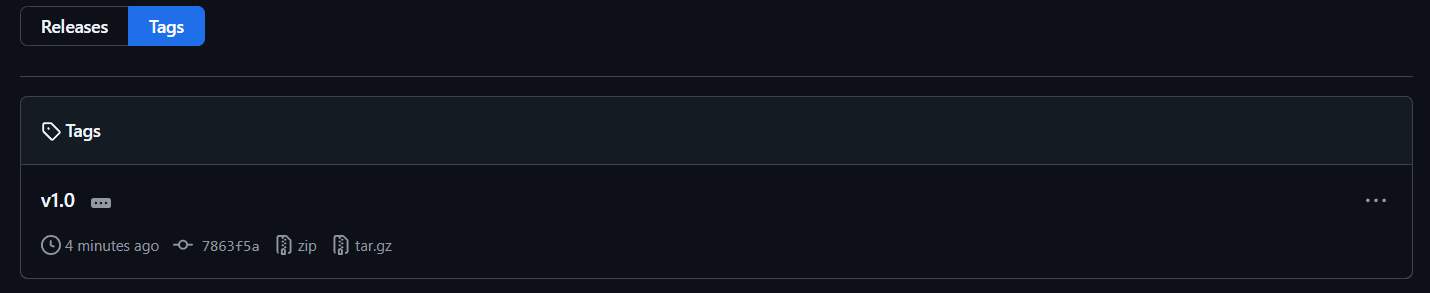 Releases Tags
Tags
v1.0
4 minutes ago 7863f5a zip tar.gz